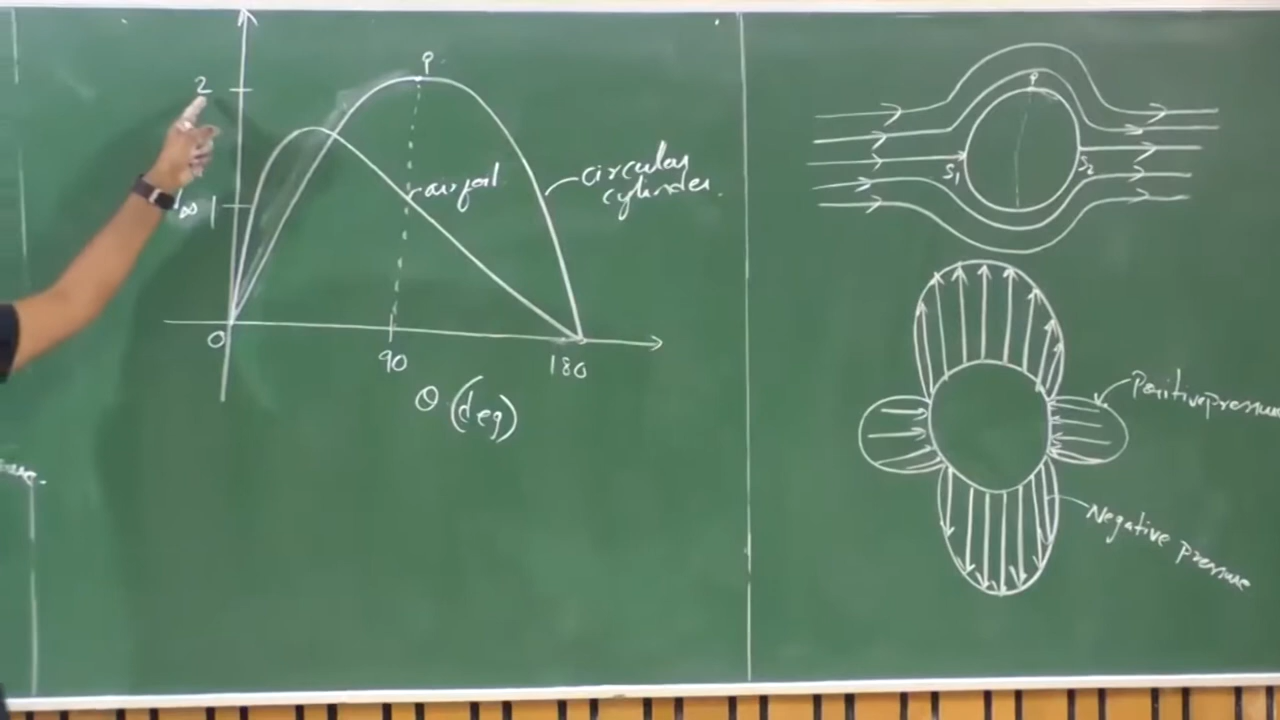 2
P
1
∞
airfoil
circular
cylinder.
0
90
180
θ (deg)
P
S1
S2
Positive pressure
Negative pressure